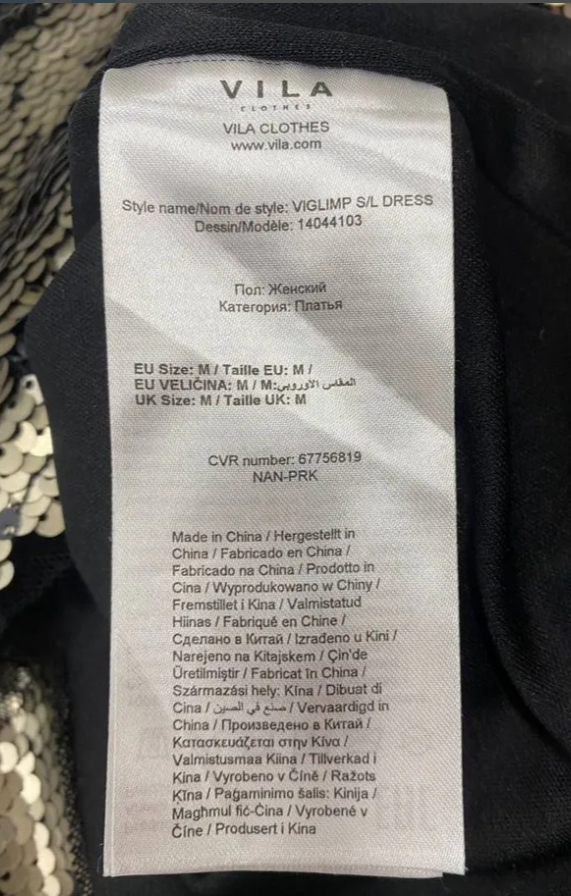 VILA
CLOTHES
VILA CLOTHES
www.vila.com
Style name/Nom de style: VIGLIMP S/L DRESS
Dessin/Modèle: 14044103
Пол: Женский
Категория: Платья
EU Size: M / Taille EU: M /
EU VELIČINA: M / M:المقاس الاوروبي
UK Size: M / Taille UK: M
CVR number: 67756819
NAN-PRK
Made in China / Hergestellt in
China / Fabricado en China /
Fabricado na China / Prodotto in
Cina / Wyprodukowano w Chiny /
Fremstillet i Kina / Valmistatud
Hiinas / Fabriqué en Chine /
Сделано в Китай / Izrađeno u Kini /
Narejeno na Kitajskem / Çin'de
Üretilmiştir / Fabricat în China /
Származási hely: Kína / Dibuat di
Cina / صنع في الصين / Vervaardigd in
China / Произведено в Китай /
Κατασκευάζεται στην Κίνα /
Valmistusmaa Kiina / Tillverkad i
Kina / Vyrobeno v Číně / Ražots
Ķīna / Pagaminimo šalis: Kinija /
Magħmul fiċ-Ċina / Vyrobené v
Číne / Produsert i Kina